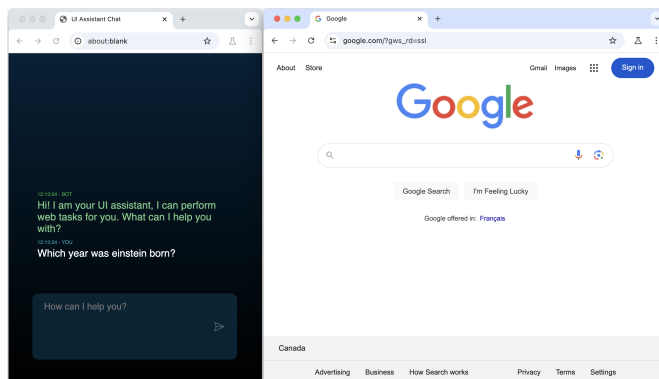 UI Assistant Chat
about:blank
12:13:24 - BOT
Hi! I am your UI assistant, I can perform
web tasks for you. What can I help you
with?
12:13:24 - YOU
Which year was einstein born?
How can I help you?
Google
google.com/?gws_rd=ssl
About Store
Gmail Images
Sign in
Google
Google Search I'm Feeling Lucky
Google offered in: Français
Canada
Advertising Business How Search works Privacy Terms Settings